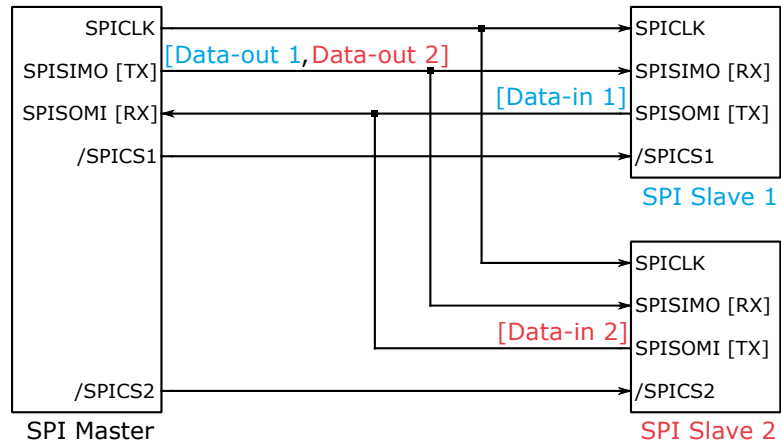 SPICLK
SPISIMO [TX]
SPISOMI [RX]
/SPICS1
/SPICS2
SPI Master
[Data-out 1,Data-out 2]
[Data-in 1]
SPICLK
SPISIMO [RX]
SPISOMI [TX]
/SPICS1
SPI Slave 1
[Data-in 2]
SPICLK
SPISIMO [RX]
SPISOMI [TX]
/SPICS2
SPI Slave 2